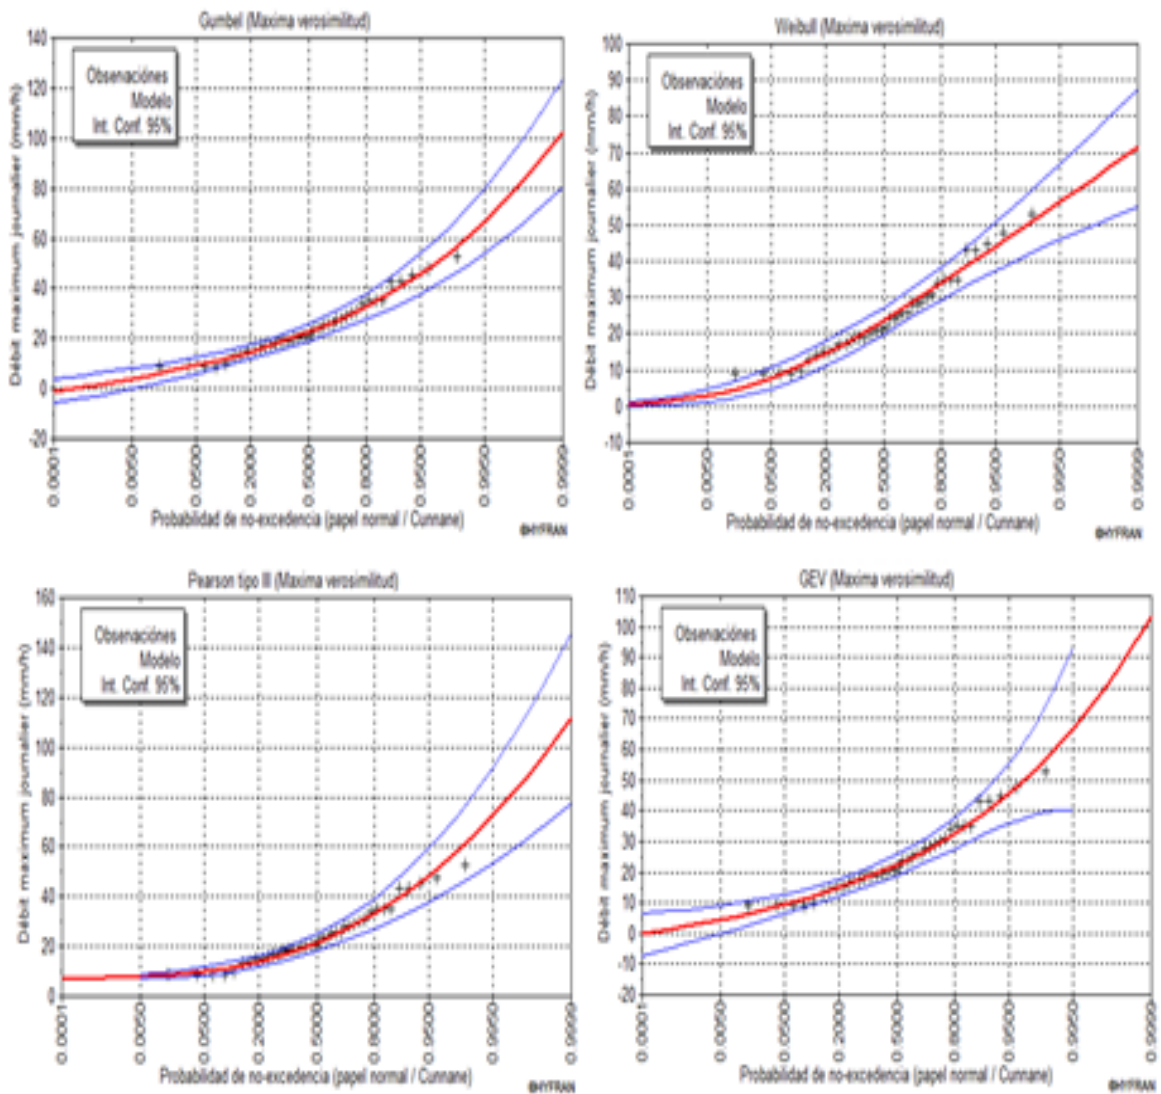 Gumbel (Maxima verosimilitud)
140
120
100
80
60
40
20
0
-20
Débit maximum journalier (mm/h)
Obsenaciónes
Modelo
Int. Conf. 95%
0.0001
0.0050
0.0500
0.2000
0.5000
0.8000
0.9500
0.9950
0.9999
Probabilidad de no-excedencia (papel normal / Cunnane)
©HYFRAN
Weibull (Maxima verosimilitud)
100
90
80
70
60
50
40
30
20
10
0
-10
Débit maximum journalier (mm/h)
Obsenaciónes
Modelo
Int. Conf. 95%
0.0001
0.0050
0.0500
0.2000
0.5000
0.8000
0.9500
0.9950
0.9999
Probabilidad de no-excedencia (papel normal / Cunnane)
©HYFRAN
Pearson tipo III (Maxima verosimilitud)
160
140
120
100
80
60
40
20
0
Débit maximum journalier (mm/h)
Obsenaciónes
Modelo
Int. Conf. 95%
0.0001
0.0050
0.0500
0.2000
0.5000
0.8000
0.9500
0.9950
0.9999
Probabilidad de no-excedencia (papel normal / Cunnane)
©HYFRAN
GEV (Maxima verosimilitud)
110
100
90
80
70
60
50
40
30
20
10
0
-10
-20
Débit maximum journalier (mm/h)
Obsenaciónes
Modelo
Int. Conf. 95%
0.0001
0.0050
0.0500
0.2000
0.5000
0.8000
0.9500
0.9950
0.9999
Probabilidad de no-excedencia (papel normal / Cunnane)
©HYFRAN